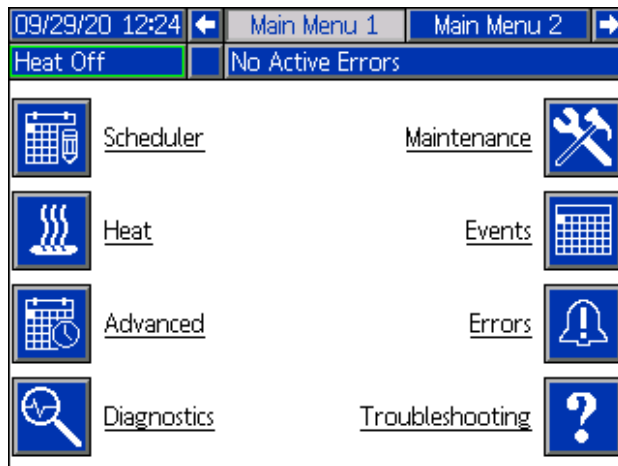 09/29/20 12:24 Main Menu 1 Main Menu 2
Heat Off No Active Errors
Scheduler Maintenance
Heat Events
Advanced Errors
Diagnostics Troubleshooting